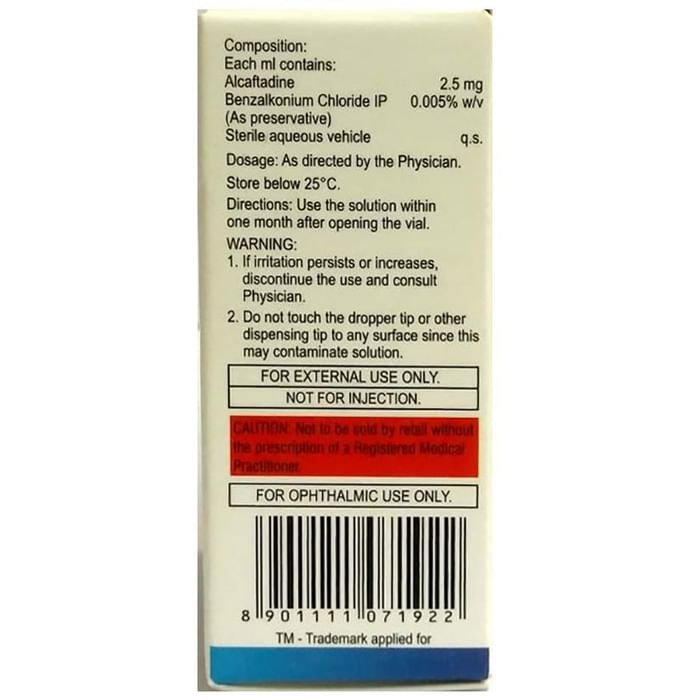 Composition:
Each ml contains:
Alcaftadine 2.5 mg
Benzalkonium Chloride IP 0.005% w/v
(As preservative)
Sterile aqueous vehicle q.s.
Dosage: As directed by the Physician.
Store below 25°C.
Directions: Use the solution within
one month after opening the vial.
WARNING:
1. If irritation persists or increases,
discontinue the use and consult
Physician.
2. Do not touch the dropper tip or other
dispensing tip to any surface since this
may contaminate solution.
FOR EXTERNAL USE ONLY.
NOT FOR INJECTION.
CAUTION: Not to be sold by retail without
the prescription of a Registered Medical
Practitioner.
FOR OPHTHALMIC USE ONLY.
8 901111 071922
TM - Trademark applied for